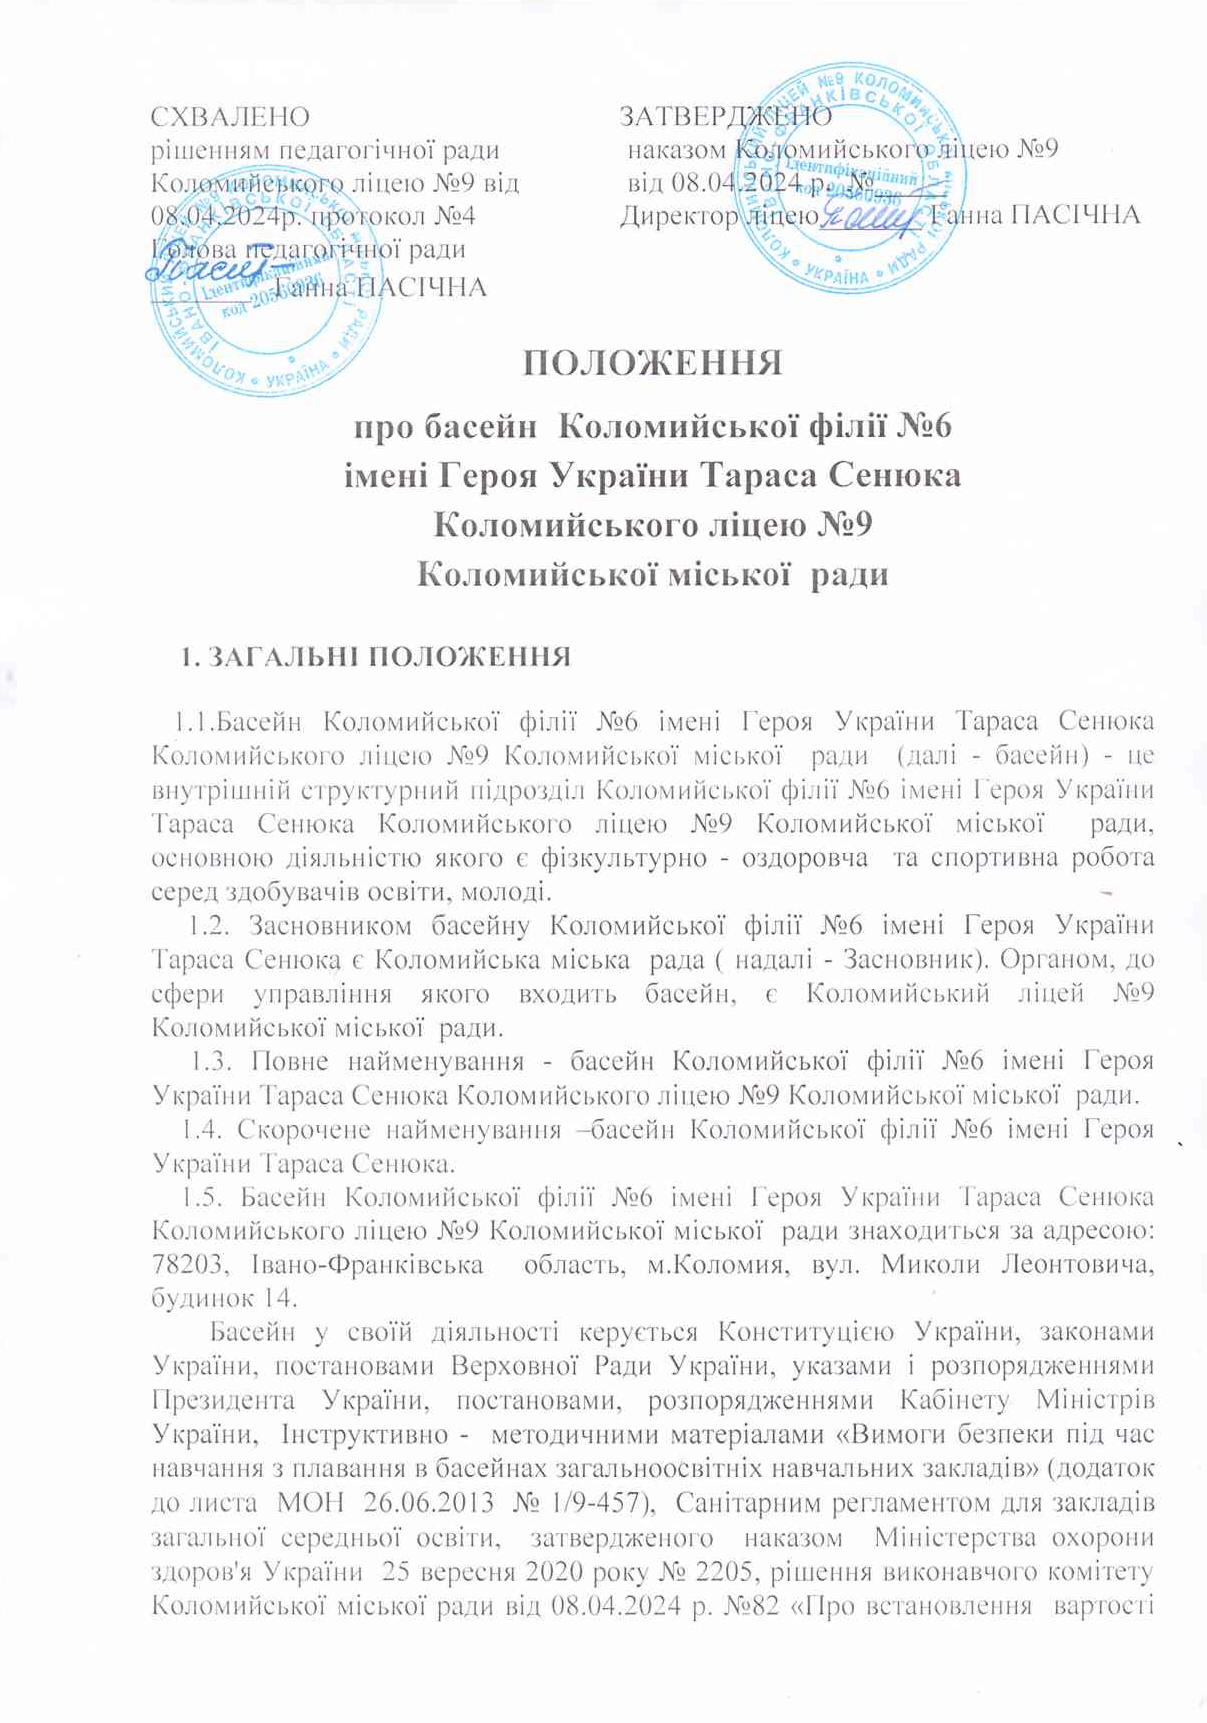 СХВАЛЕНО
рішенням педагогічної ради
Коломийського ліцею №9 від
08.04.2024р. протокол №4
Голова педагогічної ради
Ганна ПАСІЧНА
ЗАТВЕРДЖЕНО
наказом Коломийського ліцею №9
від 08.04.2024 р. №
Директор ліцею Ганна ПАСІЧНА
Ідентифікаційний
код 20560936
УКРАЇНА
Ідентифікаційний
код 20560936
УКРАЇНА
ПОЛОЖЕННЯ
про басейн Коломийської філії №6
імені Героя України Тараса Сенюка
Коломийського ліцею №9
Коломийської міської ради
1. ЗАГАЛЬНІ ПОЛОЖЕННЯ
1.1.Басейн Коломийської філії №6 імені Героя України Тараса Сенюка
Коломийського ліцею №9 Коломийської міської ради (далі - басейн) - це
внутрішній структурний підрозділ Коломийської філії №6 імені Героя України
Тараса Сенюка Коломийського ліцею №9 Коломийської міської ради,
основною діяльністю якого є фізкультурно - оздоровча та спортивна робота
серед здобувачів освіти, молоді.
1.2. Засновником басейну Коломийської філії №6 імені Героя України
Тараса Сенюка є Коломийська міська рада ( надалі - Засновник). Органом, до
сфери управління якого входить басейн, є Коломийський ліцей №9
Коломийської міської ради.
1.3. Повне найменування - басейн Коломийської філії №6 імені Героя
України Тараса Сенюка Коломийського ліцею №9 Коломийської міської ради.
1.4. Скорочене найменування –басейн Коломийської філії №6 імені Героя
України Тараса Сенюка.
1.5. Басейн Коломийської філії №6 імені Героя України Тараса Сенюка
Коломийського ліцею №9 Коломийської міської ради знаходиться за адресою:
78203, Івано-Франківська область, м.Коломия, вул. Миколи Леонтовича,
будинок 14.
Басейн у своїй діяльності керується Конституцією України, законами
України, постановами Верховної Ради України, указами і розпорядженнями
Президента України, постановами, розпорядженнями Кабінету Міністрів
України, Інструктивно - методичними матеріалами «Вимоги безпеки під час
навчання з плавання в басейнах загальноосвітніх навчальних закладів» (додаток
до листа МОН 26.06.2013 № 1/9-457), Санітарним регламентом для закладів
загальної середньої освіти, затвердженого наказом Міністерства охорони
здоров'я України 25 вересня 2020 року № 2205, рішення виконавчого комітету
Коломийської міської ради від 08.04.2024 р. №82 «Про встановлення вартості